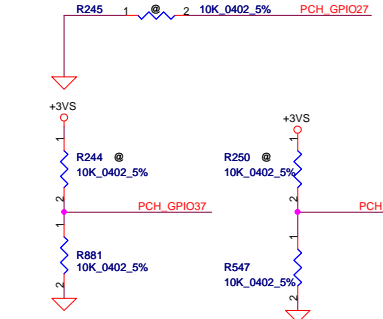 R245 1 @ 2 10K_0402_5% PCH_GPIO27
+3VS
1
R244 @
10K_0402_5%
2
PCH_GPIO37
1
R881
10K_0402_5%
2
+3VS
1
R250 @
10K_0402_5%
2
PCH
1
R547
10K_0402_5%
2